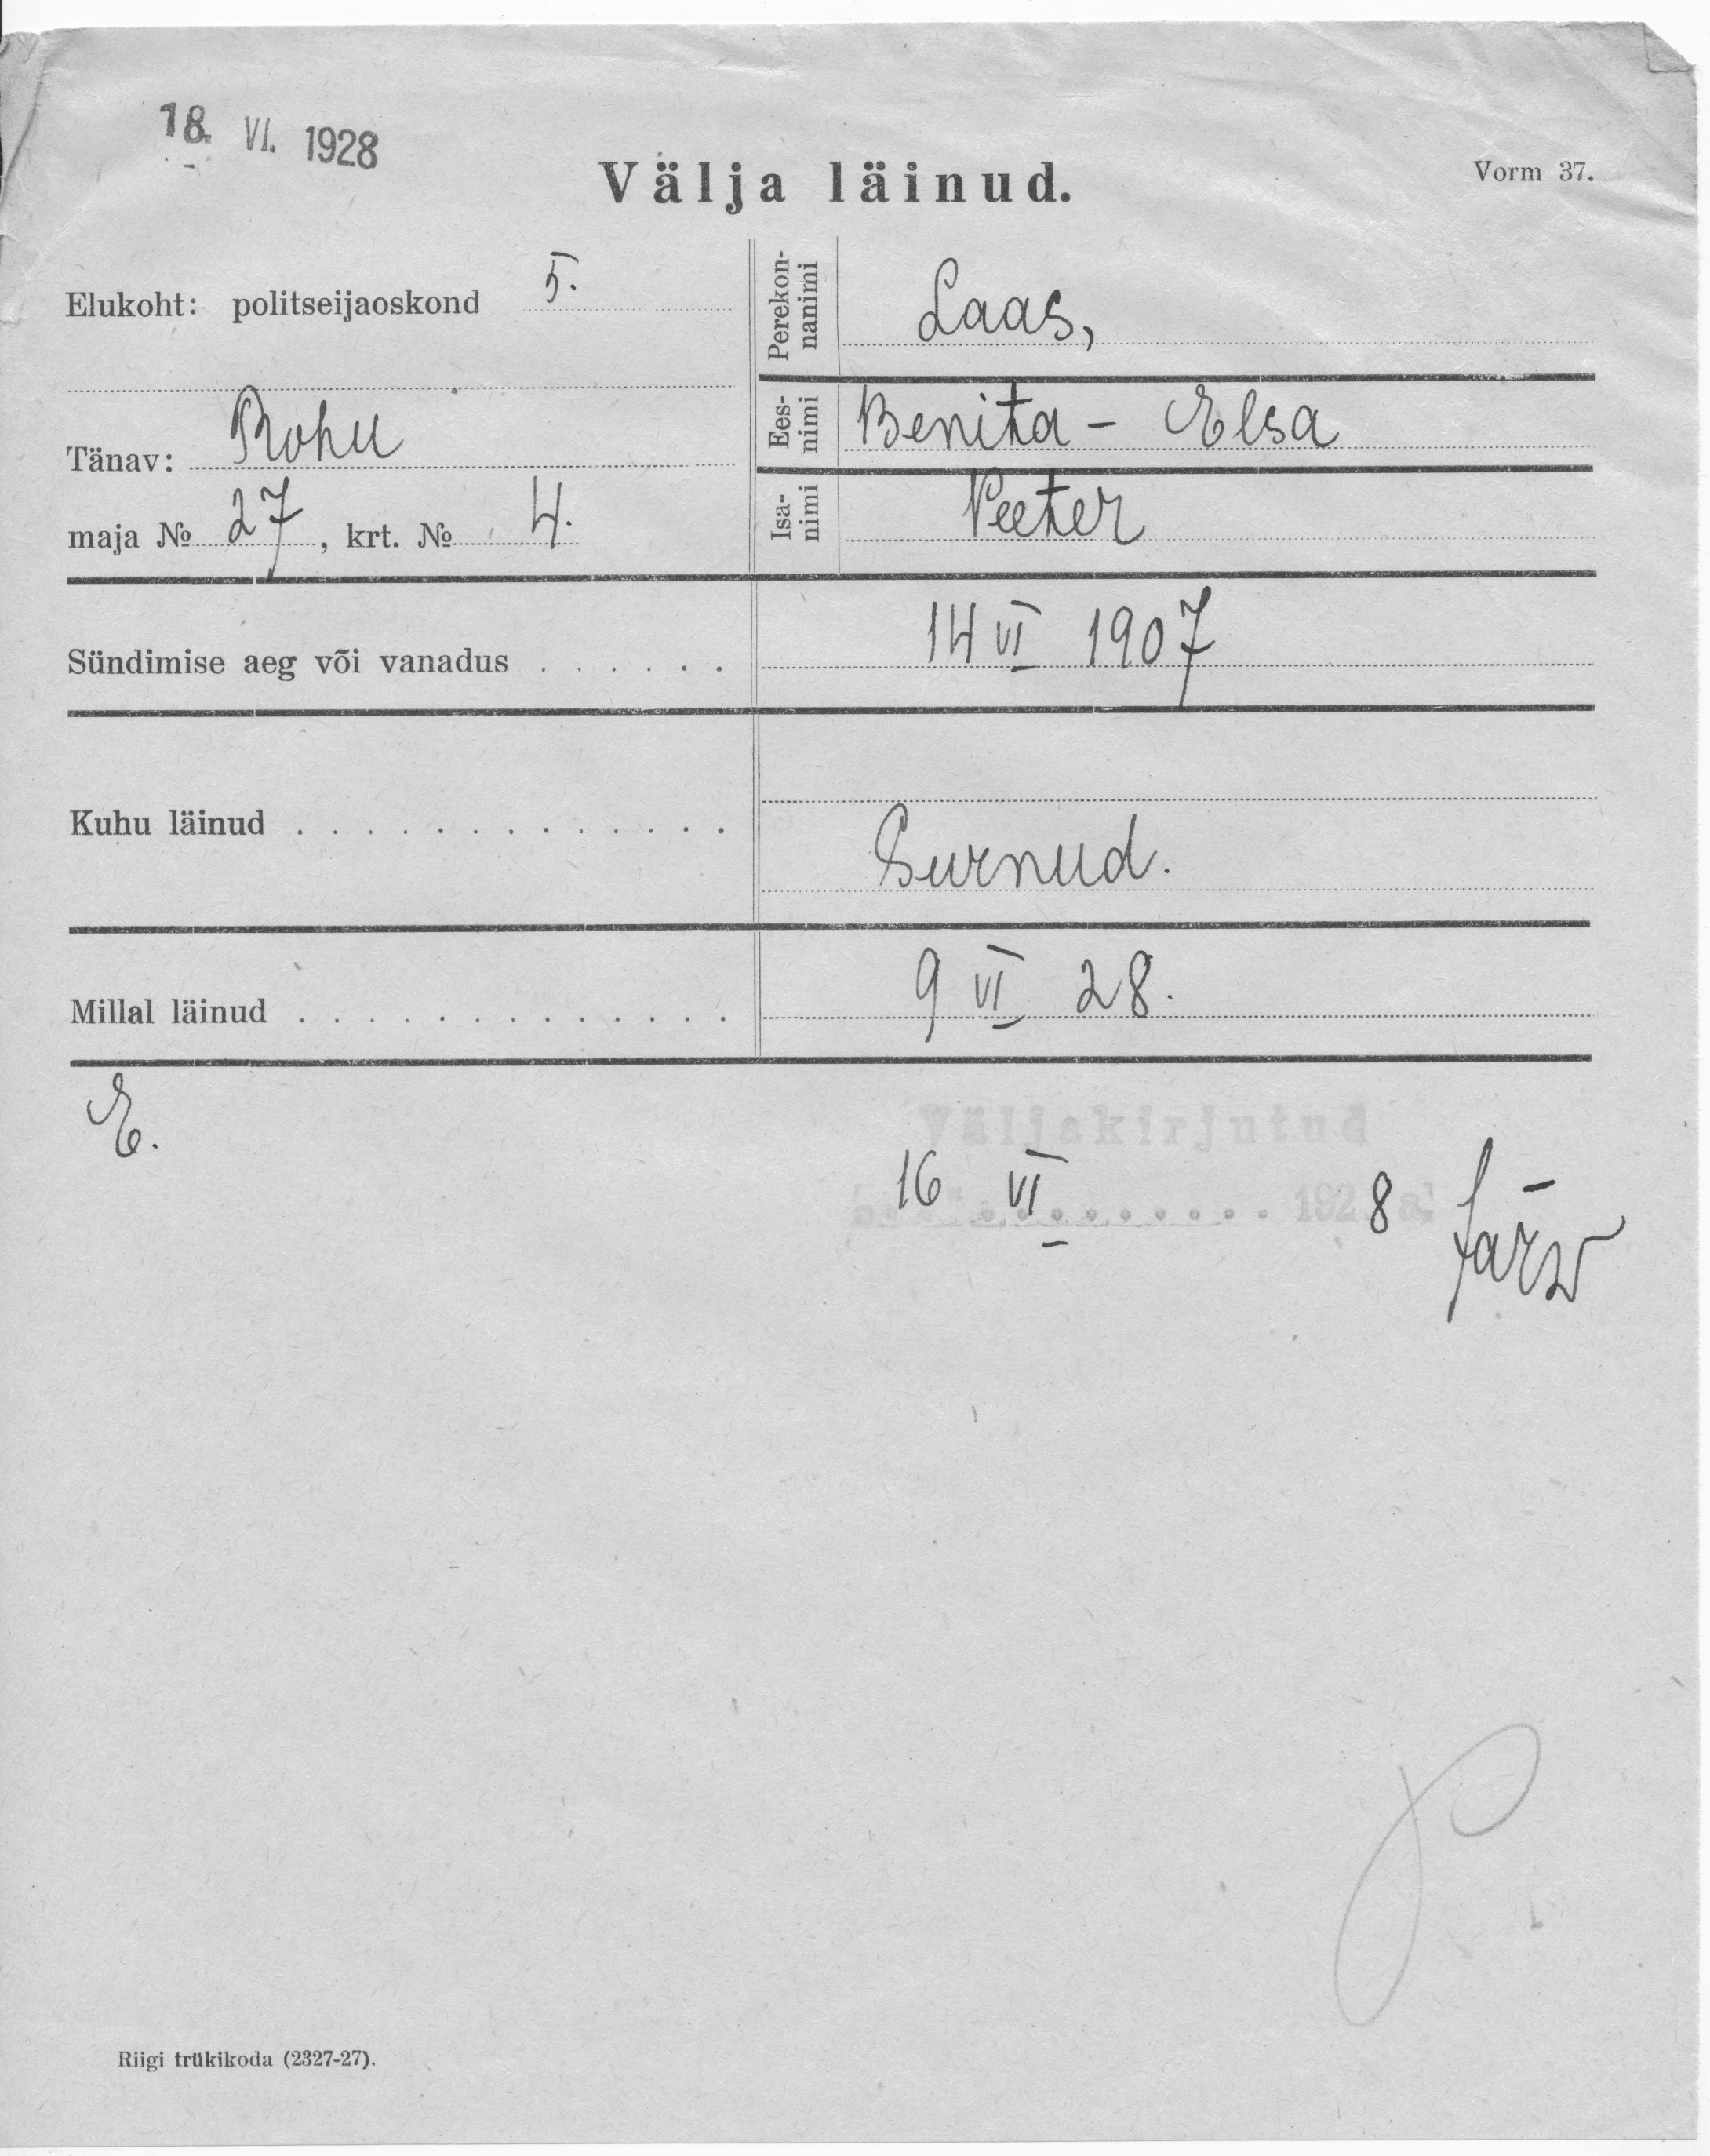 18. VI. 1928
Välja läinud.
Vorm 37.
Elukoht: politseijaoskond 5.
Tänav: Rohu
maja № 27, krt. № 4.
Perekon-
nanimi
Laas,
Ees-
nimi
Benita - Elsa
Isa-
nimi
Peeter
Sündimise aeg või vanadus . . . . . . 14 VI 1907
Kuhu läinud . . . . . . . . . . . . . Surnud.
Millal läinud . . . . . . . . . . . . . 9 VI 28.
E.
Väljakirjutud
16 VI 1928 a.
Järw
Riigi trükikoda (2327-27).